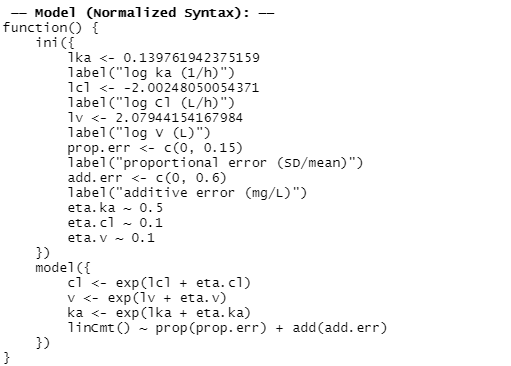 ── Model (Normalized Syntax): ──
function() {
    ini({
        lka <- 0.139761942375159
        label("log ka (1/h)")
        lcl <- -2.00248050054371
        label("log Cl (L/h)")
        lv <- 2.07944154167984
        label("log V (L)")
        prop.err <- c(0, 0.15)
        label("proportional error (SD/mean)")
        add.err <- c(0, 0.6)
        label("additive error (mg/L)")
        eta.ka ~ 0.5
        eta.cl ~ 0.1
        eta.v ~ 0.1
    })
    model({
        cl <- exp(lcl + eta.cl)
        v <- exp(lv + eta.v)
        ka <- exp(lka + eta.ka)
        linCmt() ~ prop(prop.err) + add(add.err)
    })
}